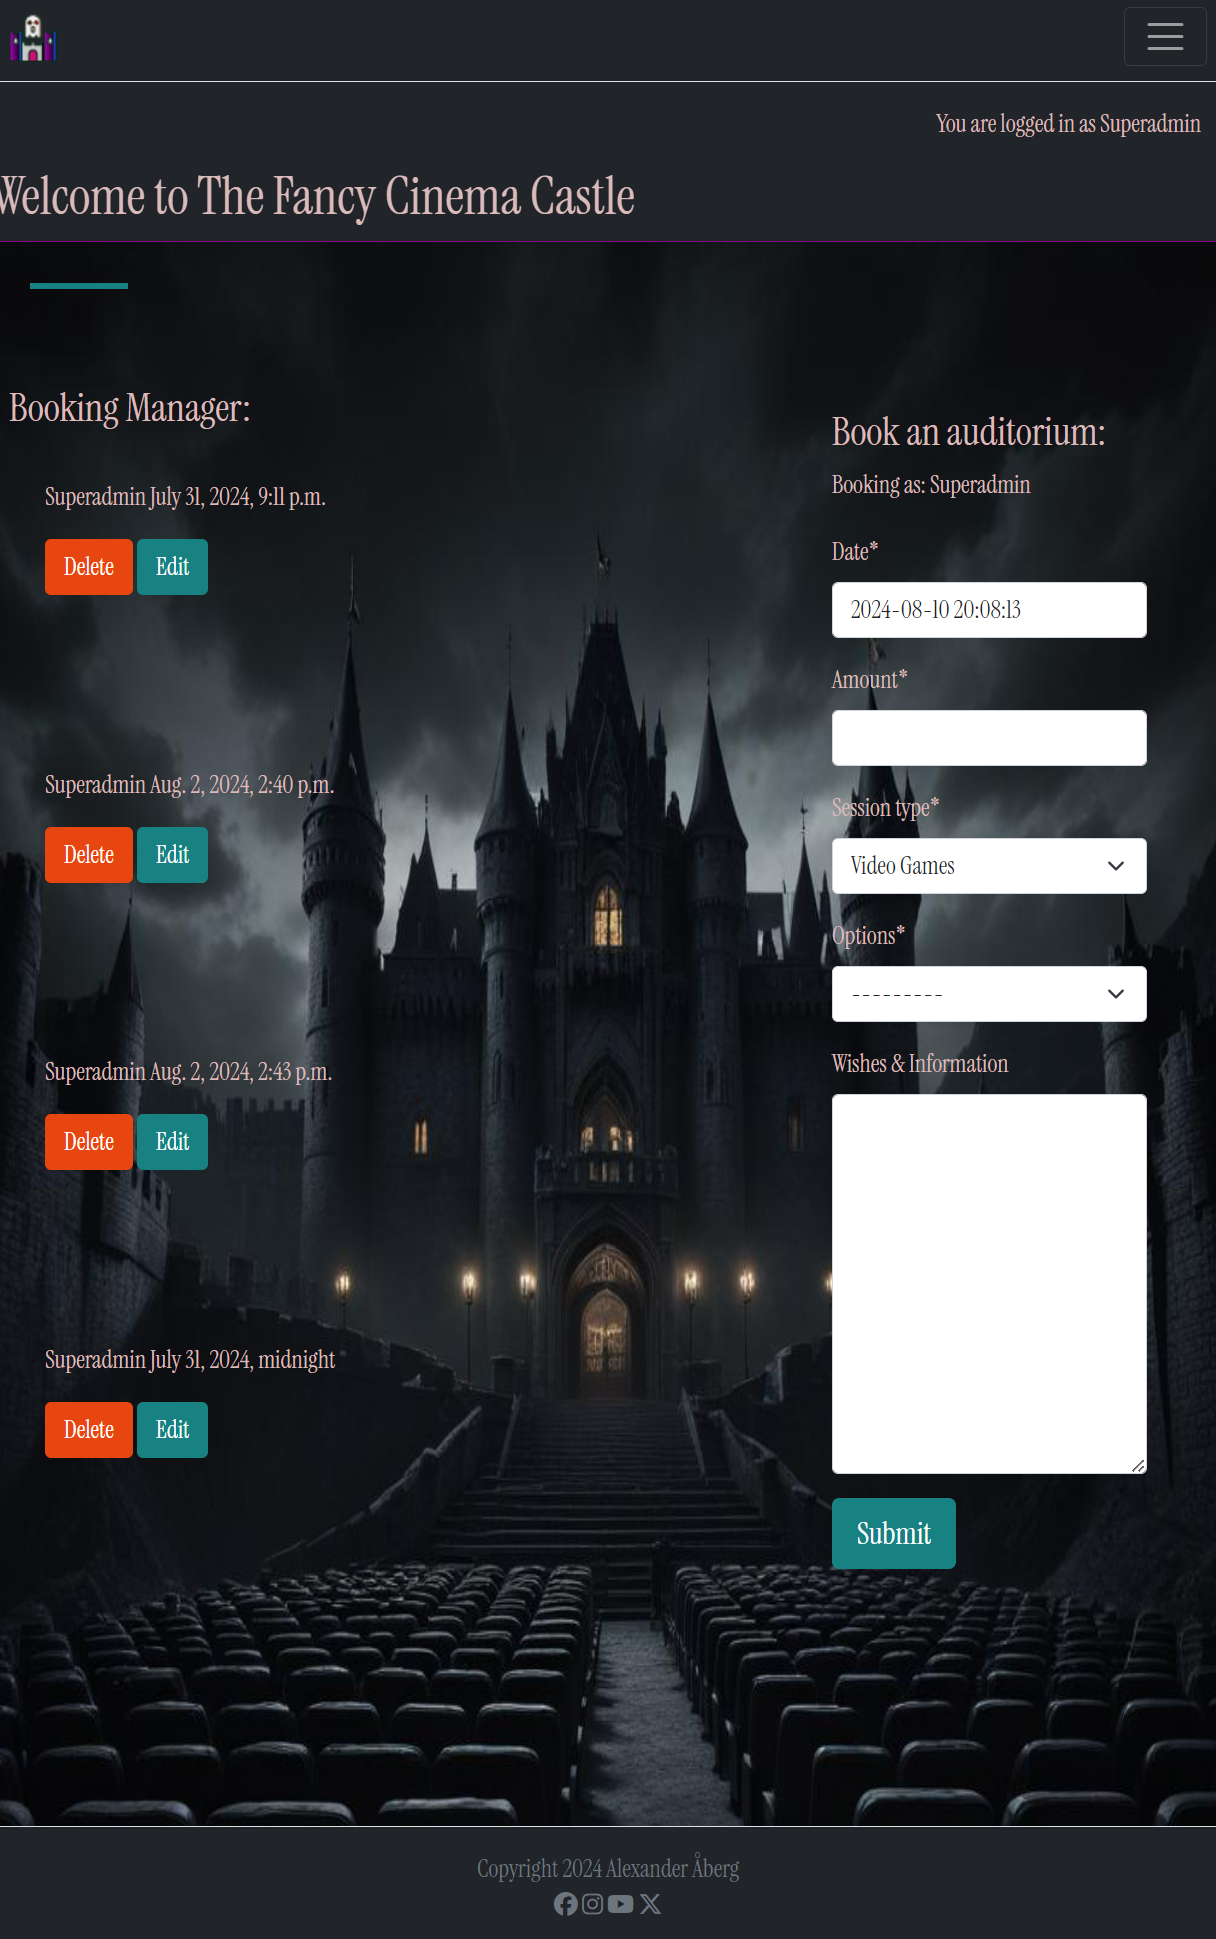 You are logged in as Superadmin
Welcome to The Fancy Cinema Castle
Booking Manager:
Superadmin July 31, 2024, 9:11 p.m.
Delete Edit
Superadmin Aug. 2, 2024, 2:40 p.m.
Delete Edit
Superadmin Aug. 2, 2024, 2:43 p.m.
Delete Edit
Superadmin July 31, 2024, midnight
Delete Edit
Book an auditorium:
Booking as: Superadmin
Date*
2024-08-10 20:08:13
Amount*
Session type*
Video Games
Options*
---------
Wishes & Information
Submit
Copyright 2024 Alexander Åberg